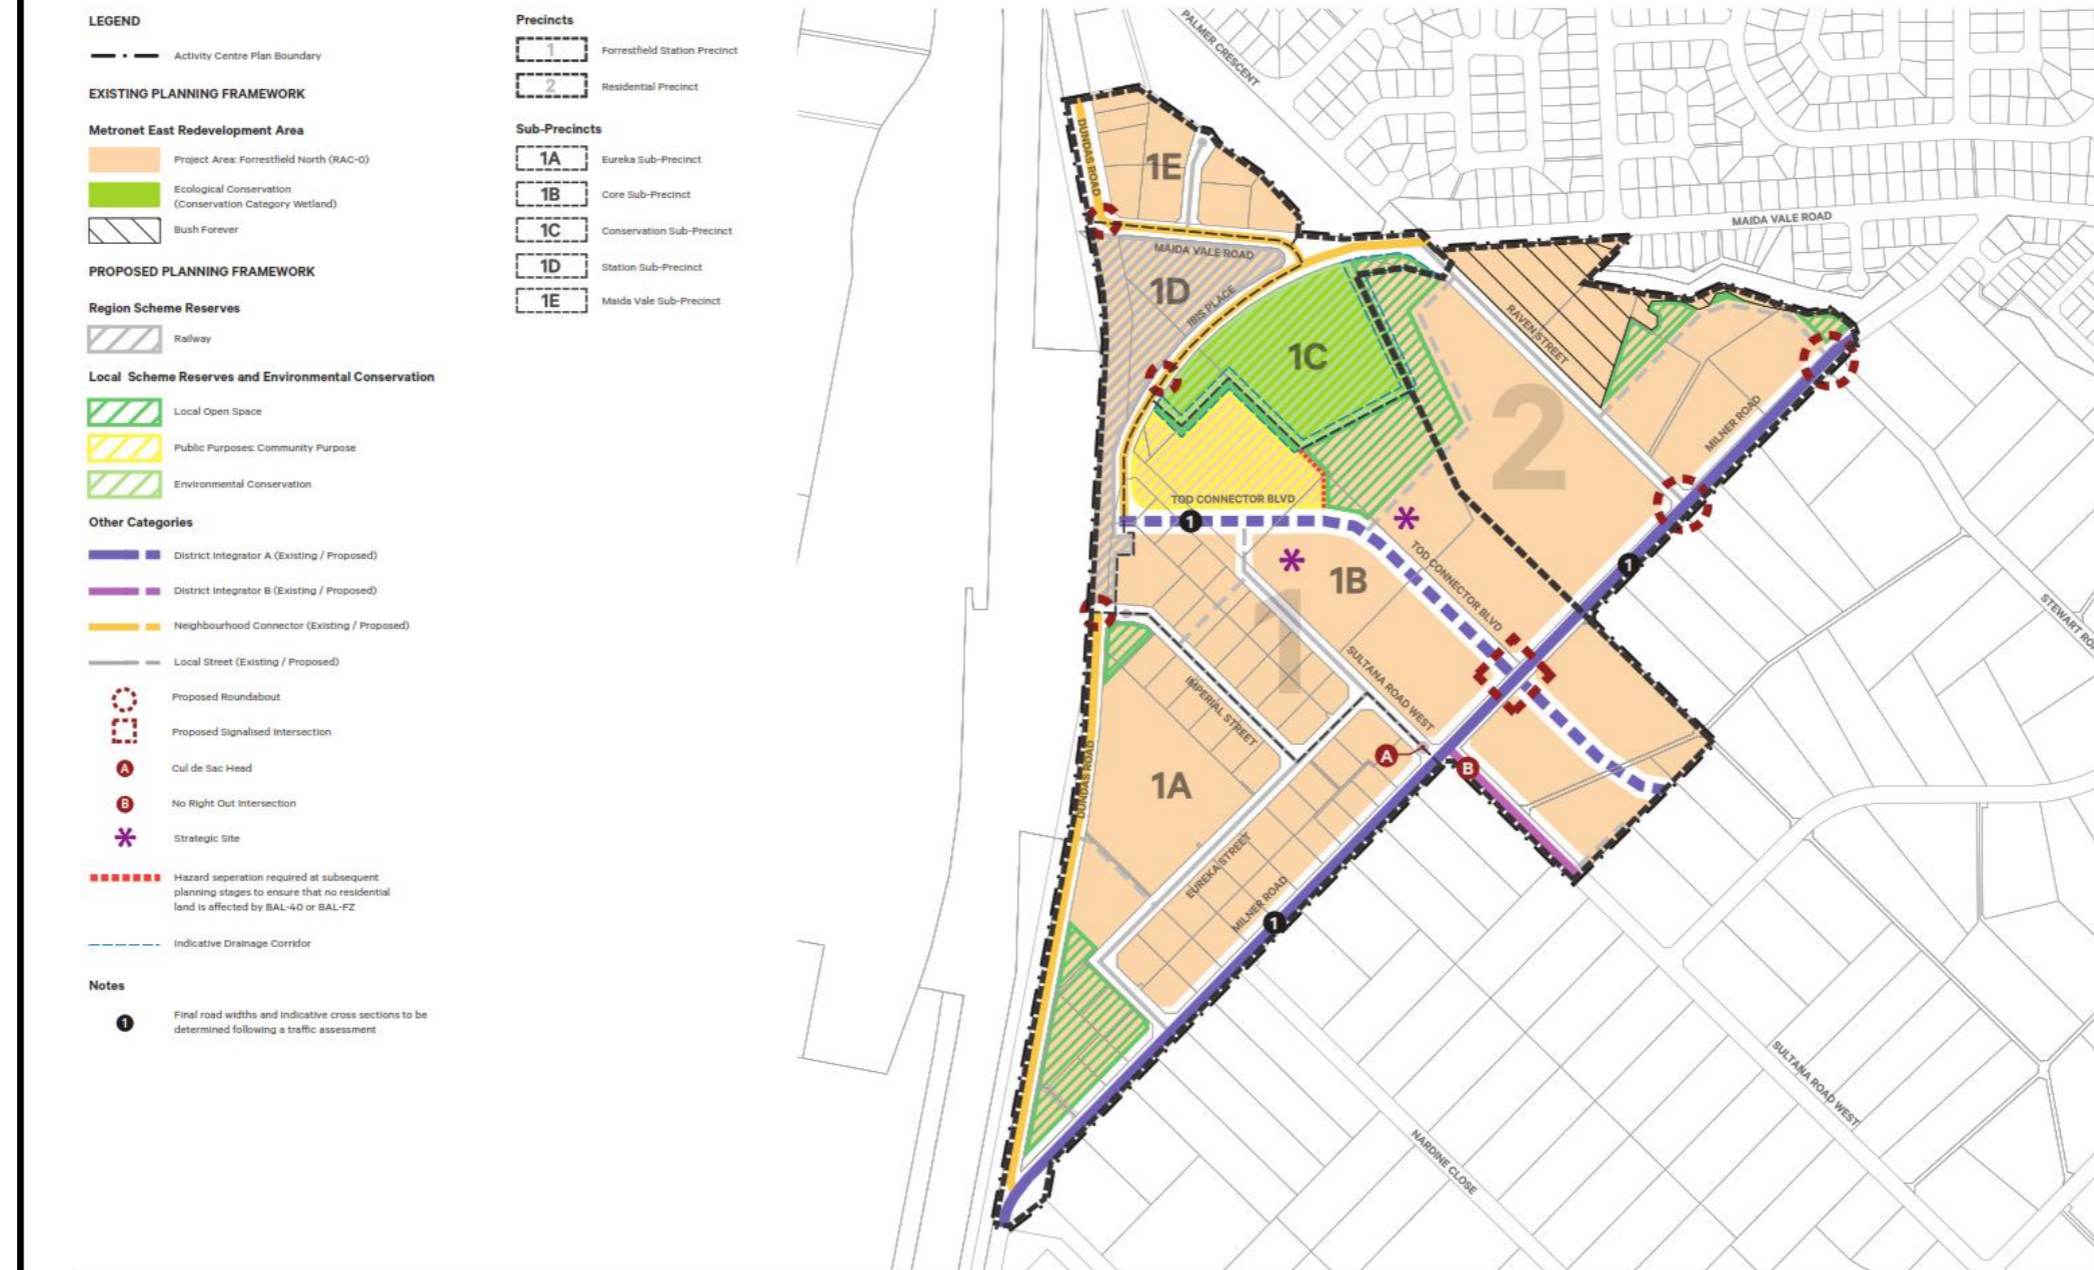 LEGEND
Activity Centre Plan Boundary
EXISTING PLANNING FRAMEWORK
Metronet East Redevelopment Area
Project Area: Forrestfield North (RAC-0)
Ecological Conservation
(Conservation Category Wetland)
Bush Forever
PROPOSED PLANNING FRAMEWORK
Region Scheme Reserves
Railway
Local Scheme Reserves and Environmental Conservation
Local Open Space
Public Purposes: Community Purpose
Environmental Conservation
Other Categories
District Integrator A (Existing / Proposed)
District Integrator B (Existing / Proposed)
Neighbourhood Connector (Existing / Proposed)
Local Street (Existing / Proposed)
Proposed Roundabout
Proposed Signalised Intersection
A Cul de Sac Head
B No Right Out Intersection
Strategic Site
Hazard seperation required at subsequent
planning stages to ensure that no residential
land is affected by BAL-40 or BAL-FZ
Indicative Drainage Corridor
Notes
1 Final road widths and indicative cross sections to be
determined following a traffic assessment
Precincts
1 Forrestfield Station Precinct
2 Residential Precinct
Sub-Precincts
1A Eureka Sub-Precinct
1B Core Sub-Precinct
1C Conservation Sub-Precinct
1D Station Sub-Precinct
1E Maida Vale Sub-Precinct
PALMER CRESCENT
DUNDAS ROAD
1E
MAIDA VALE ROAD
MAIDA VALE ROAD
1D
IBIS PLACE
1C
RAVEN STREET
2
MILNER ROAD
TOD CONNECTOR BLVD
1
1B
TOD CONNECTOR BLVD
1
1
STEWART ROA
SULTANA ROAD WEST
IMPERIAL STREET
A
B
DUNDAS ROAD
1A
EUREKA STREET
MILNER ROAD
1
SULTANA ROAD WEST
NARDINE CLOSE